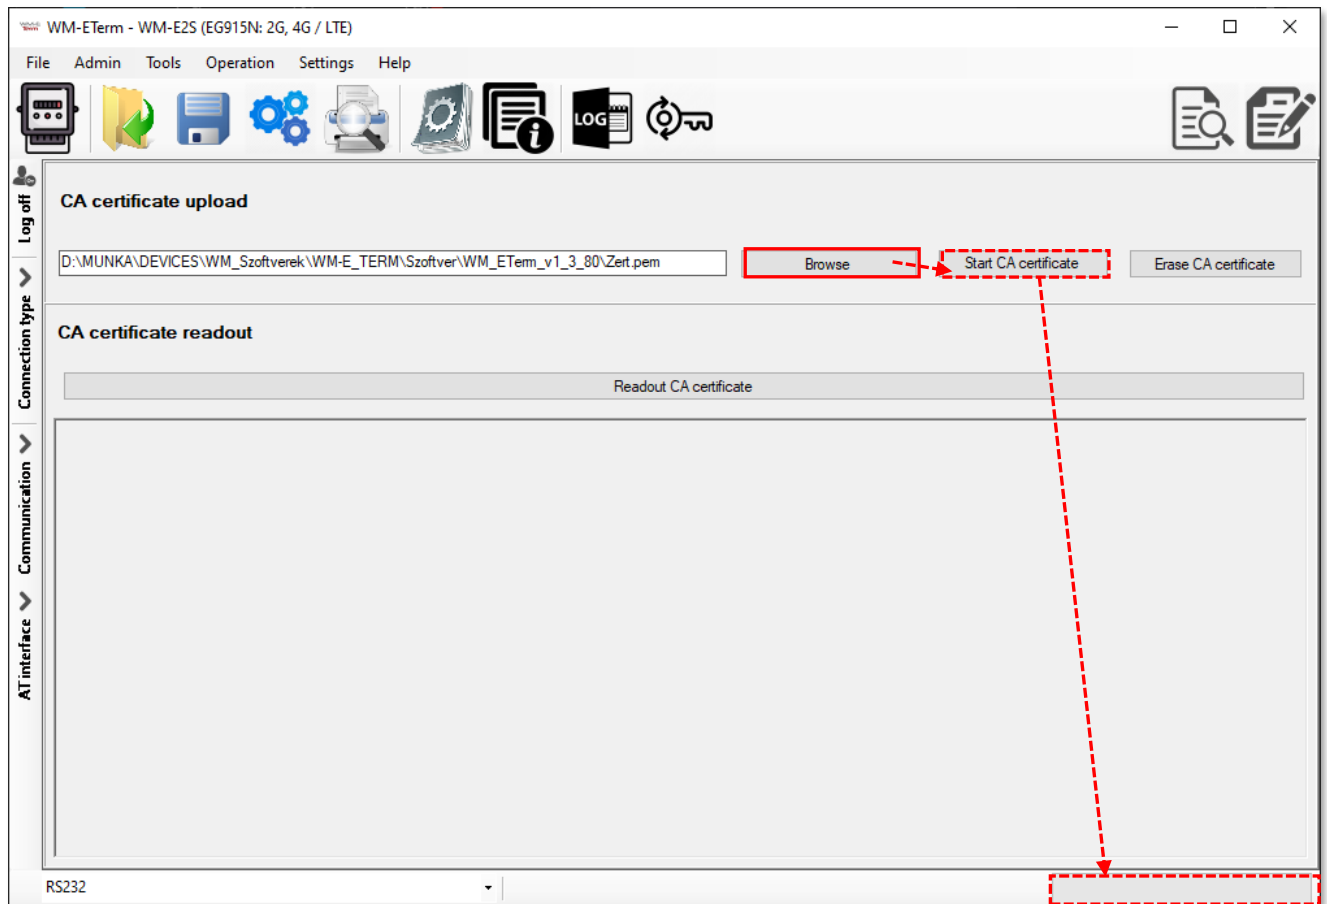 WM-ETerm - WM-E2S (EG915N: 2G, 4G / LTE)
File Admin Tools Operation Settings Help
LOG
Log off
Connection type
Communication
AT interface
CA certificate upload
D:\MUNKA\DEVICES\WM_Szoftverek\WM-E_TERM\Szoftver\WM_ETerm_v1_3_80\Zert.pem
Browse
Start CA certificate
Erase CA certificate
CA certificate readout
Readout CA certificate
RS232